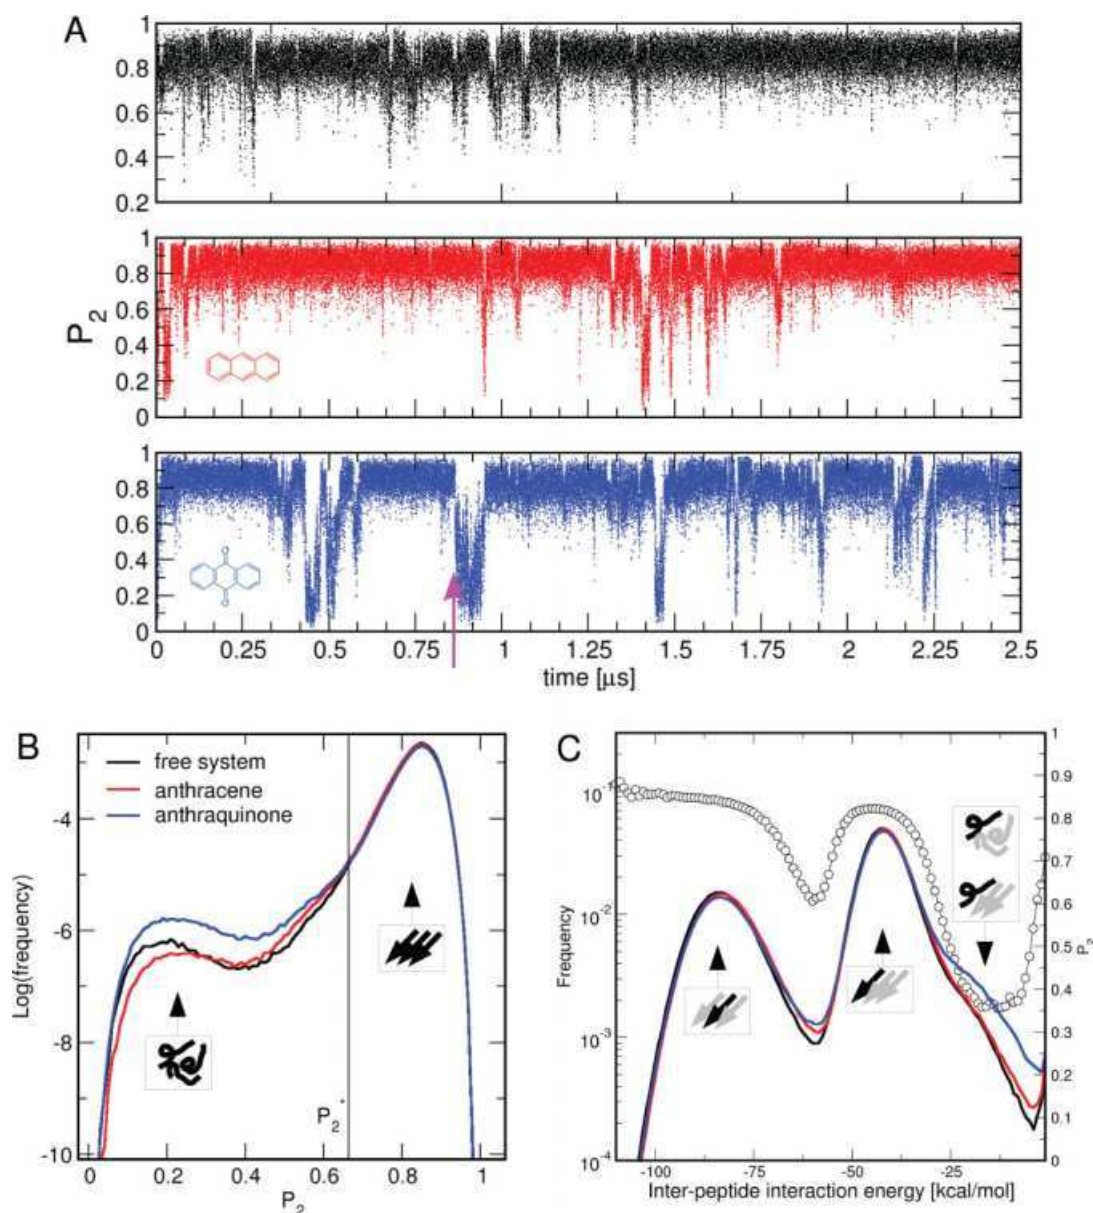 A
1
0.8
0.6
0.4
0.2
1
0.8
0.6
0.4
0.2
0
1
0.8
0.6
0.4
0.2
0
P2
O
O
0 0.25 0.5 0.75 1 1.25 1.5 1.75 2 2.25 2.5
time [μs]
B
free system
anthracene
anthraquinone
-4
-6
-8
-10
Log(frequency)
P2*
0 0.2 0.4 0.6 0.8 1
P2
C
10-1
10-2
10-3
10-4
Frequency
1
0.9
0.8
0.7
0.6
0.5
0.4
0.3
0.2
0.1
0
P2
-100 -75 -50 -25
Inter-peptide interaction energy [kcal/mol]